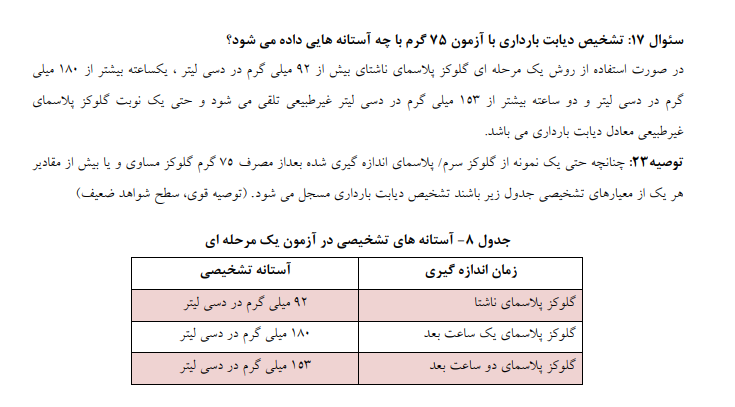 سئوال ۱۷: تشخیص دیابت بارداری با آزمون ۷۵ گرم با چه آستانه هایی داده می شود؟
در صورت استفاده از روش یک مرحله ای گلوکز پلاسمای ناشتای بیش از ۹۲ میلی گرم در دسی لیتر ، یکساعته بیشتر از ۱۸۰ میلی
گرم در دسی لیتر و دو ساعته بیشتر از ۱۵۳ میلی گرم در دسی لیتر غیرطبیعی تلقی می شود و حتی یک نوبت گلوکز پلاسمای
غیرطبیعی معادل دیابت بارداری می باشد.
توصیه۲۳: چنانچه حتی یک نمونه از گلوکز سرم/ پلاسمای اندازه گیری شده بعداز مصرف ۷۵ گرم گلوکز مساوی و یا بیش از مقادیر
هر یک از معیارهای تشخیصی جدول زیر باشند تشخیص دیابت بارداری مسجل می شود. (توصیه قوی، سطح شواهد ضعیف)
جدول ۸- آستانه های تشخیصی در آزمون یک مرحله ای
زمان اندازه گیری آستانه تشخیصی
گلوکز پلاسمای ناشتا ۹۲ میلی گرم در دسی لیتر
گلوکز پلاسمای یک ساعت بعد ۱۸۰ میلی گرم در دسی لیتر
گلوکز پلاسمای دو ساعت بعد ۱۵۳ میلی گرم در دسی لیتر